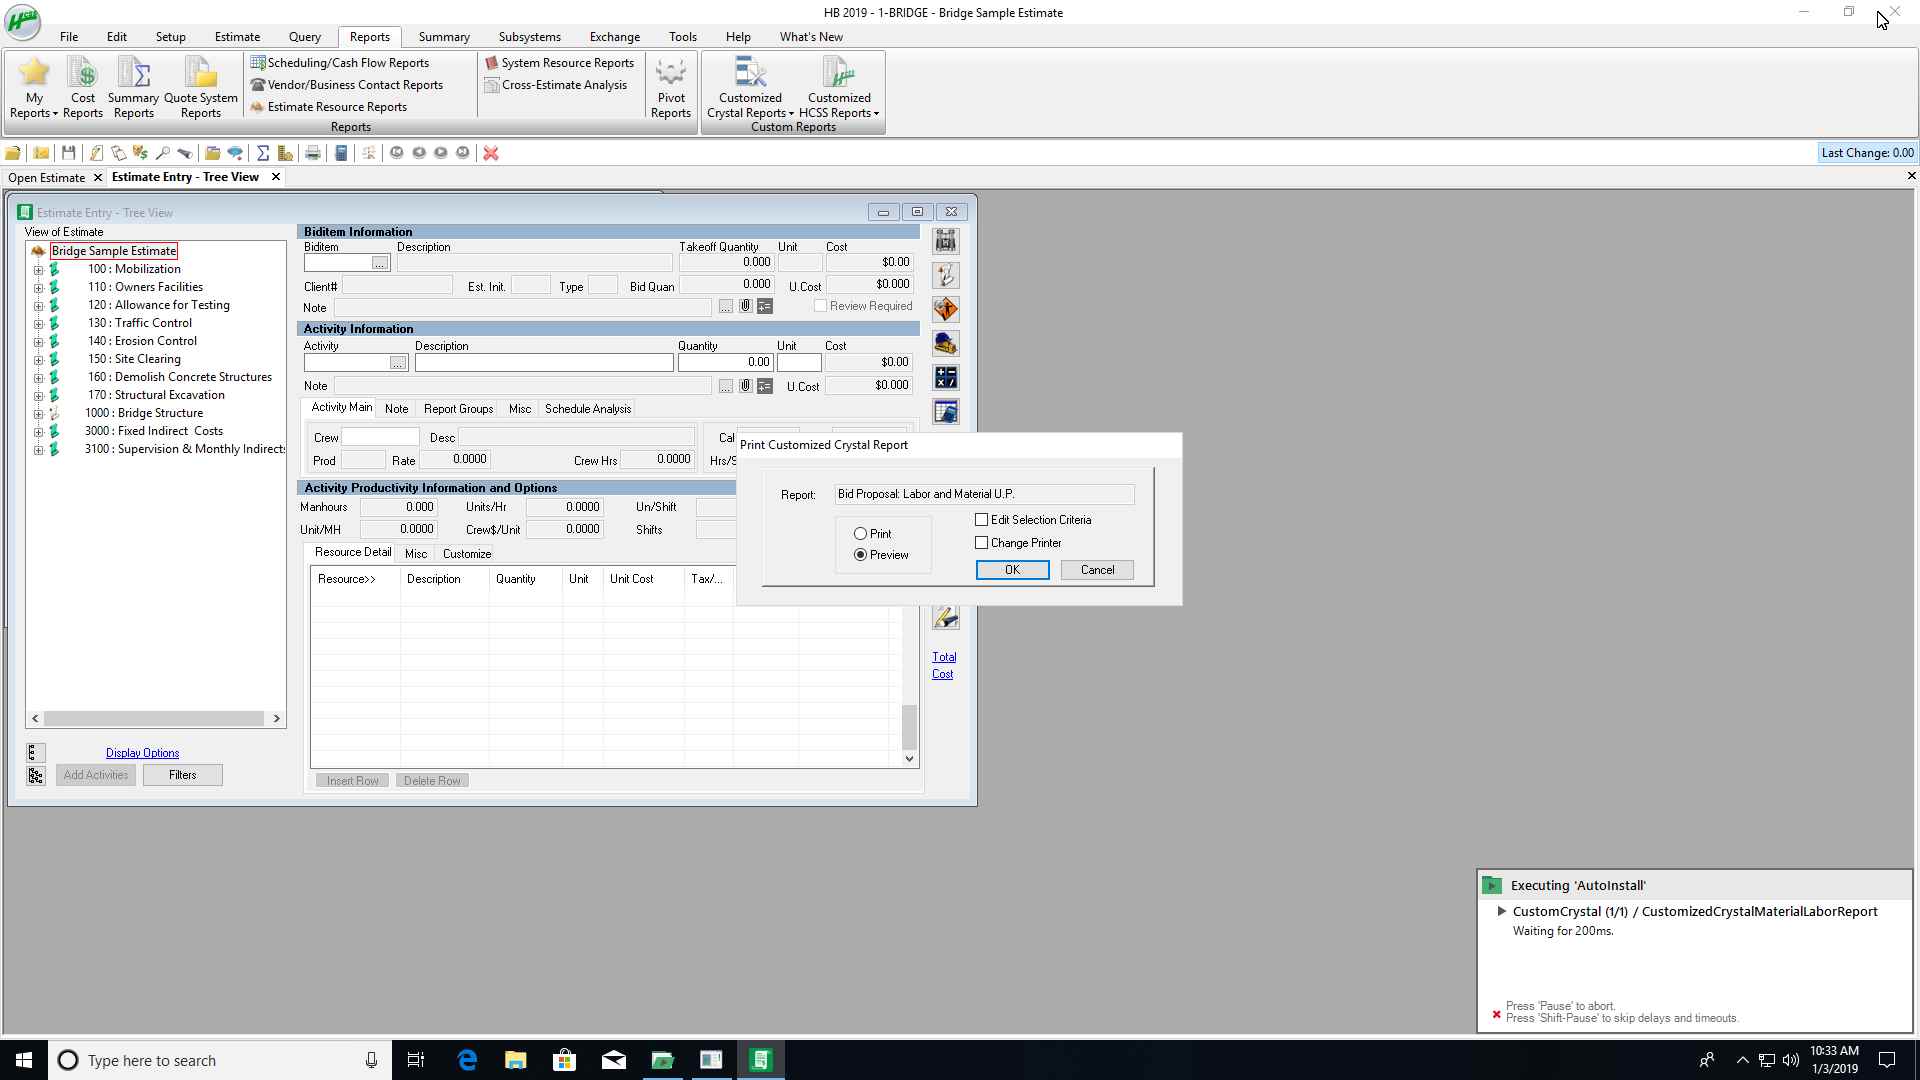 HB 2019 - 1-BRIDGE - Bridge Sample Estimate
File Edit Setup Estimate Query Reports Summary Subsystems Exchange Tools Help What's New
My Reports
Cost Reports
Summary Reports
Quote System Reports
Scheduling/Cash Flow Reports
Vendor/Business Contact Reports
Estimate Resource Reports
System Resource Reports
Cross-Estimate Analysis
Pivot Reports
Reports
Customized Crystal Reports
Customized HCSS Reports
Custom Reports
Last Change: 0.00
Open Estimate
Estimate Entry - Tree View
Estimate Entry - Tree View
View of Estimate
Bridge Sample Estimate
100 : Mobilization
110 : Owners Facilities
120 : Allowance for Testing
130 : Traffic Control
140 : Erosion Control
150 : Site Clearing
160 : Demolish Concrete Structures
170 : Structural Excavation
1000 : Bridge Structure
3000 : Fixed Indirect Costs
3100 : Supervision & Monthly Indirects
Display Options
Add Activities Filters
Biditem Information
Biditem Description Takeoff Quantity Unit Cost
... 0.000 $0.00
Client# Est. Init. Type Bid Quan 0.000 U.Cost $0.000
Note ... Review Required
Activity Information
Activity Description Quantity Unit Cost
... 0.00 $0.00
Note ... U.Cost $0.000
Activity Main Note Report Groups Misc Schedule Analysis
Crew Desc Cal
Prod Rate 0.0000 Crew Hrs 0.0000 Hrs/S
Activity Productivity Information and Options
Manhours 0.000 Units/Hr 0.0000 Un/Shift
Unit/MH 0.0000 Crew$/Unit 0.0000 Shifts
Resource Detail Misc Customize
Resource>> Description Quantity Unit Unit Cost Tax/...
Insert Row Delete Row
Total Cost
Print Customized Crystal Report
Report: Bid Proposal: Labor and Material U.P.
Print
Preview
Edit Selection Criteria
Change Printer
OK Cancel
Executing 'AutoInstall'
CustomCrystal (1/1) / CustomizedCrystalMaterialLaborReport
Waiting for 200ms.
Press 'Pause' to abort.
Press 'Shift-Pause' to skip delays and timeouts.
Type here to search
10:33 AM
1/3/2019